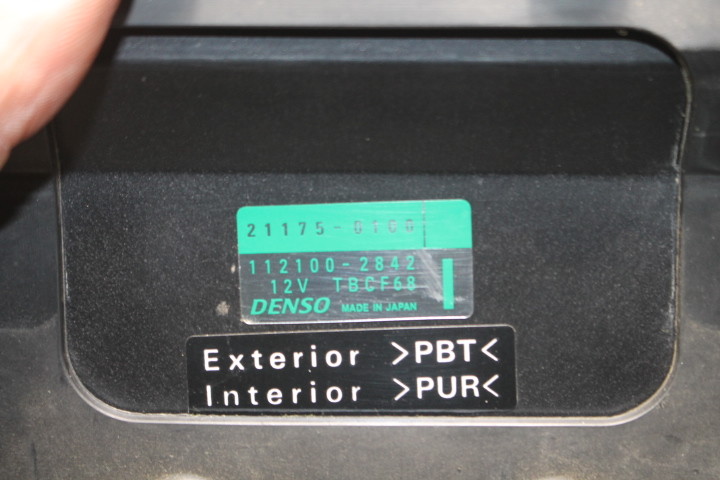 21175-0100
112100-2842
12V TBCF68
DENSO MADE IN JAPAN
Exterior >PBT<
Interior >PUR<